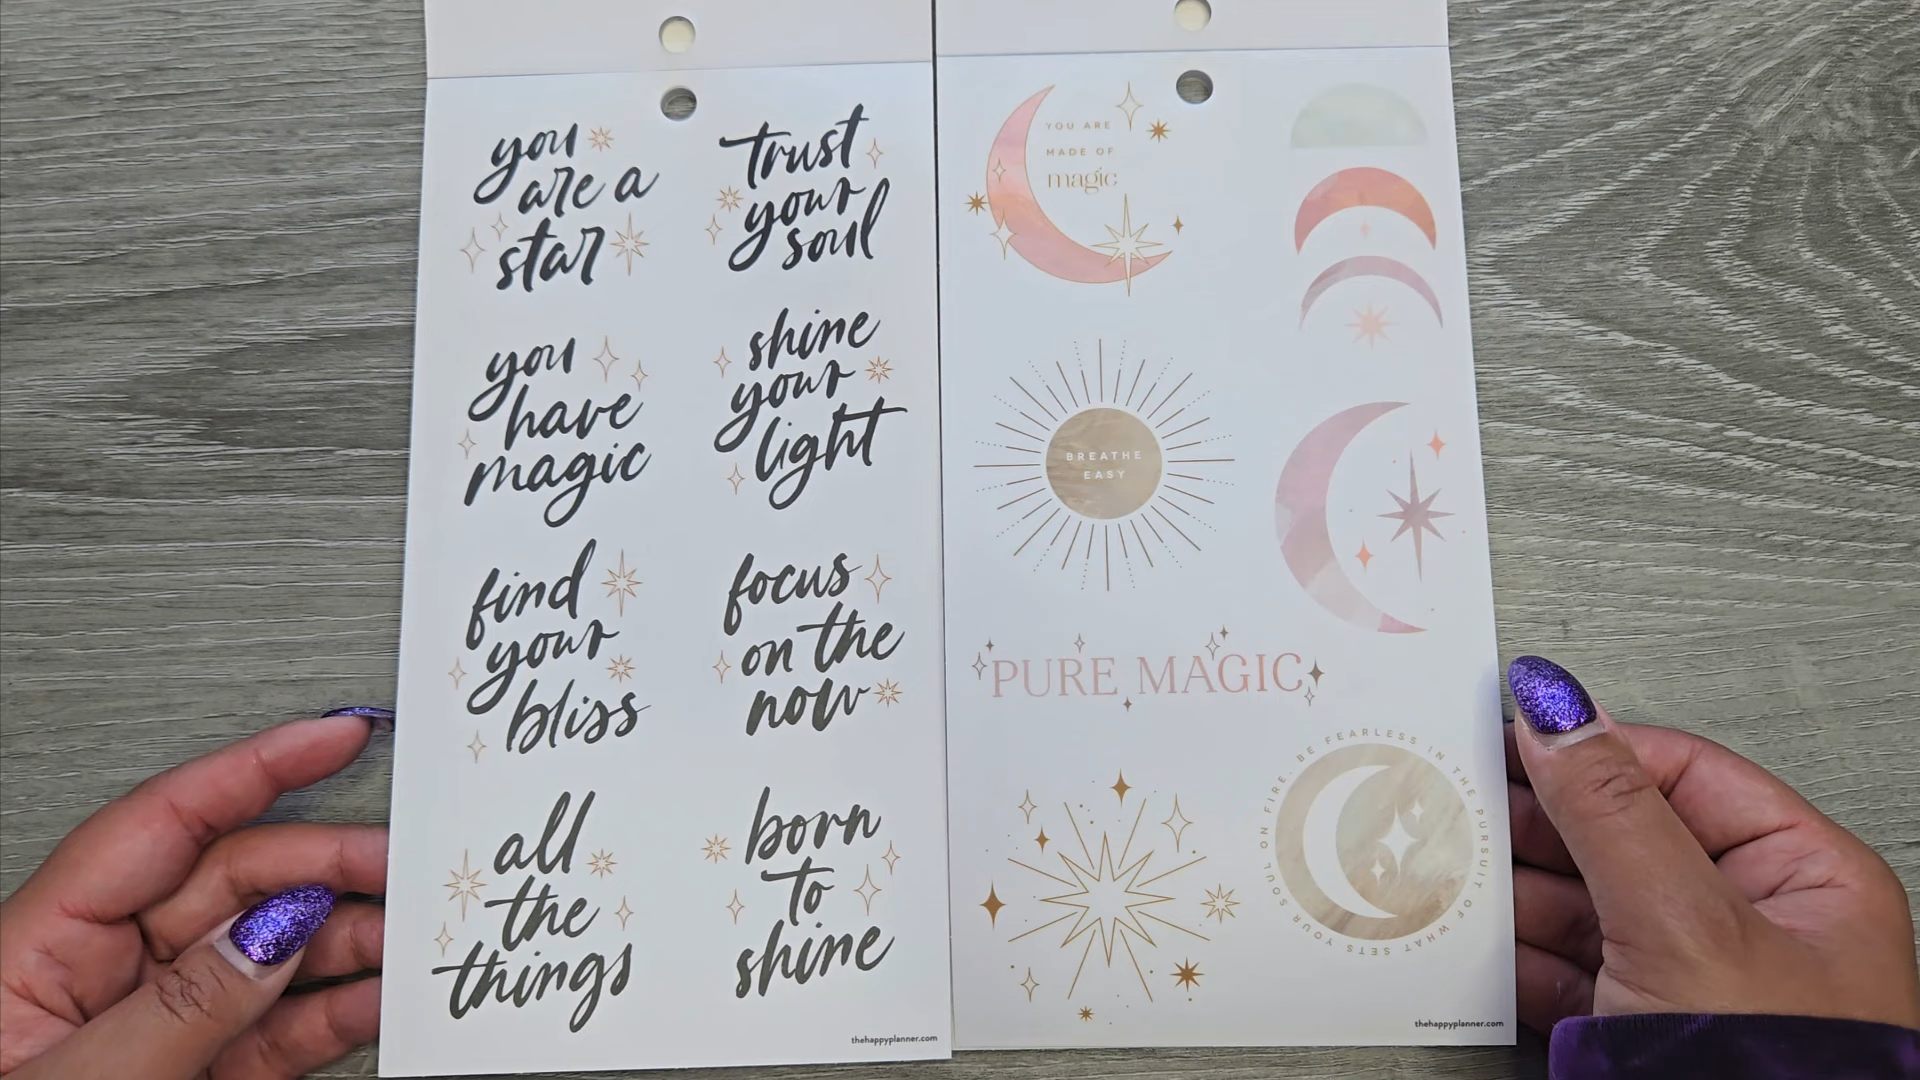 you
are a
star
trust
your
soul
you
have
magic
shine
your
light
find
your
bliss
focus
on the
now
all
the
things
born
to
shine
thehappyplanner.com
YOU ARE
MADE OF
magic
BREATHE
EASY
PURE MAGIC
BE FEARLESS IN THE PURSUIT OF WHAT SETS YOUR SOUL ON FIRE.
thehappyplanner.com